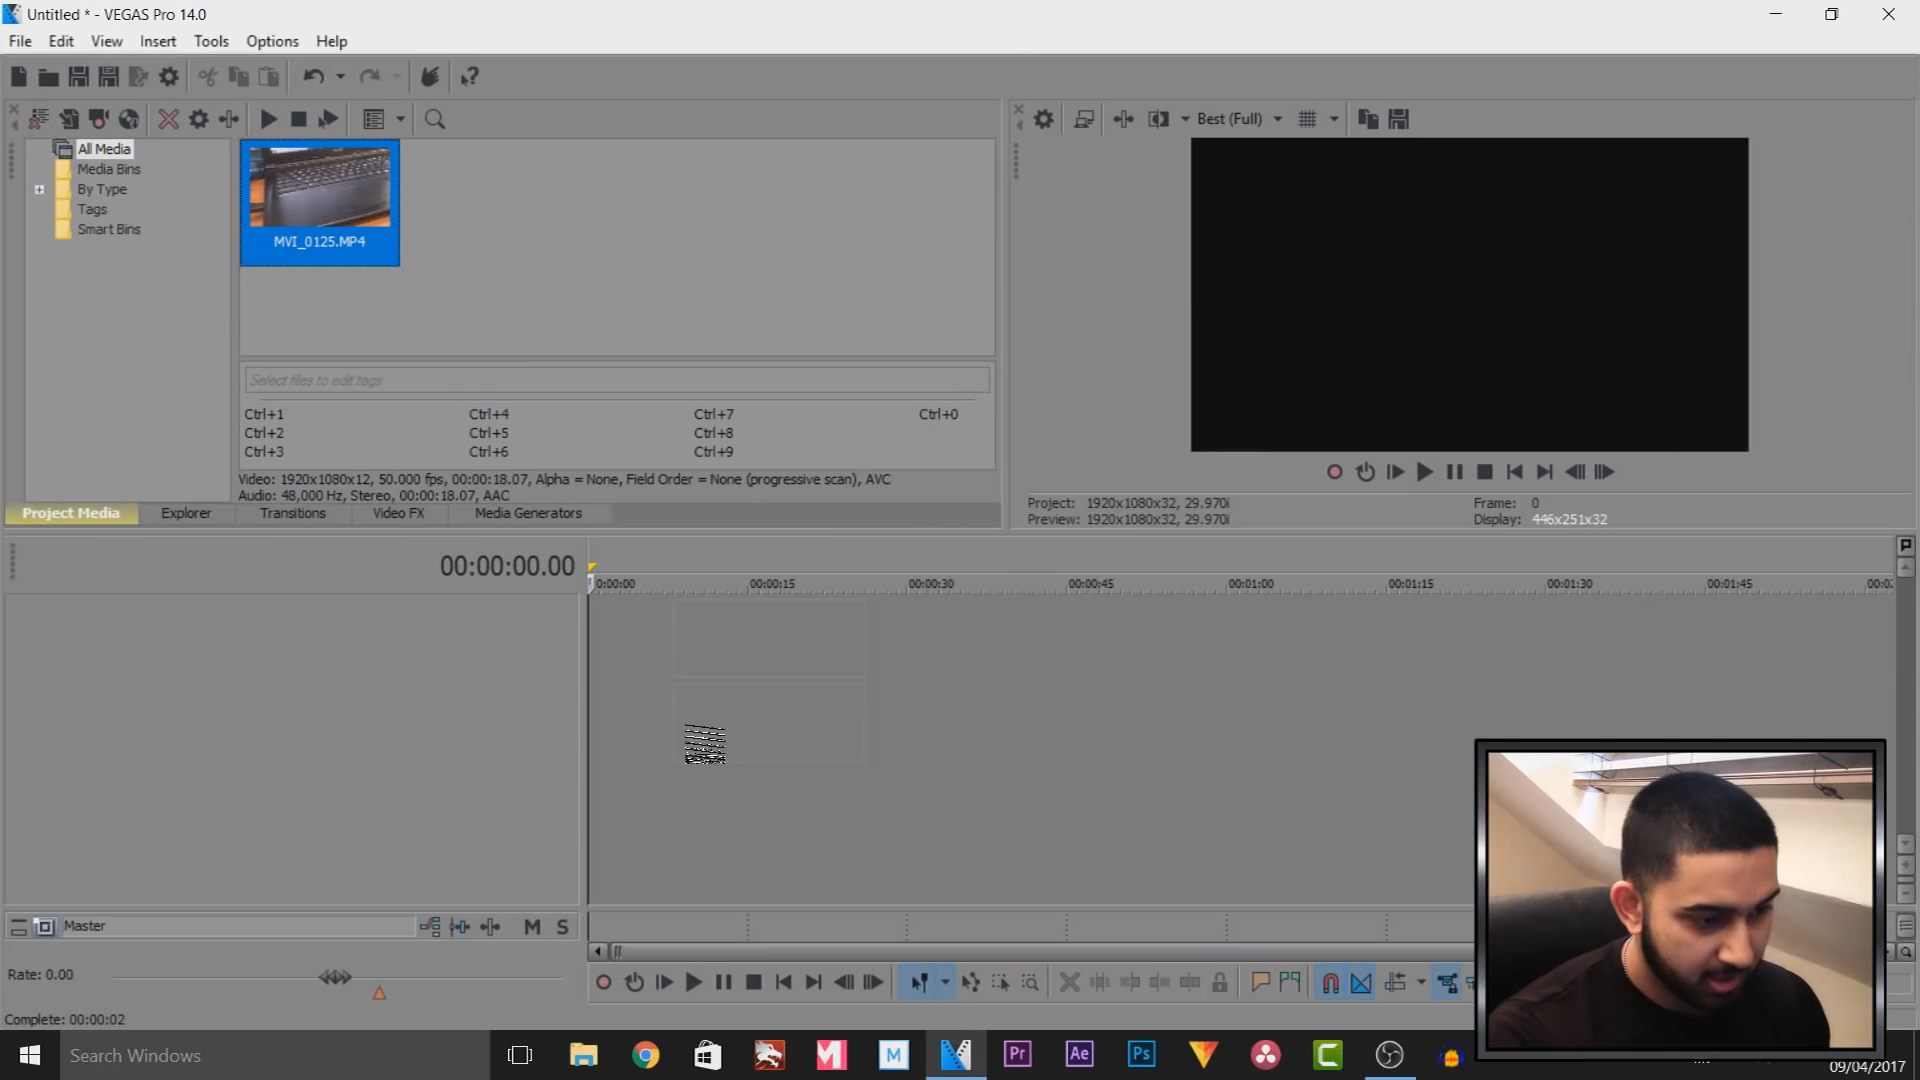 Untitled * - VEGAS Pro 14.0
File Edit View Insert Tools Options Help
Best (Full)
All Media
Media Bins
By Type
Tags
Smart Bins
MVI_0125.MP4
Select files to edit tags
Ctrl+1 Ctrl+4 Ctrl+7 Ctrl+0
Ctrl+2 Ctrl+5 Ctrl+8
Ctrl+3 Ctrl+6 Ctrl+9
Video: 1920x1080x12, 50.000 fps, 00:00:18.07, Alpha = None, Field Order = None (progressive scan), AVC
Audio: 48,000 Hz, Stereo, 00:00:18.07, AAC
Project Media Explorer Transitions Video FX Media Generators
Project: 1920x1080x32, 29.970i Frame: 0
Preview: 1920x1080x32, 29.970i Display: 446x251x32
00:00:00.00
0:00:00 00:00:15 00:00:30 00:00:45 00:01:00 00:01:15 00:01:30 00:01:45
Master M S
Rate: 0.00
Complete: 00:00:02
Search Windows
Pr Ae Ps
09/04/2017